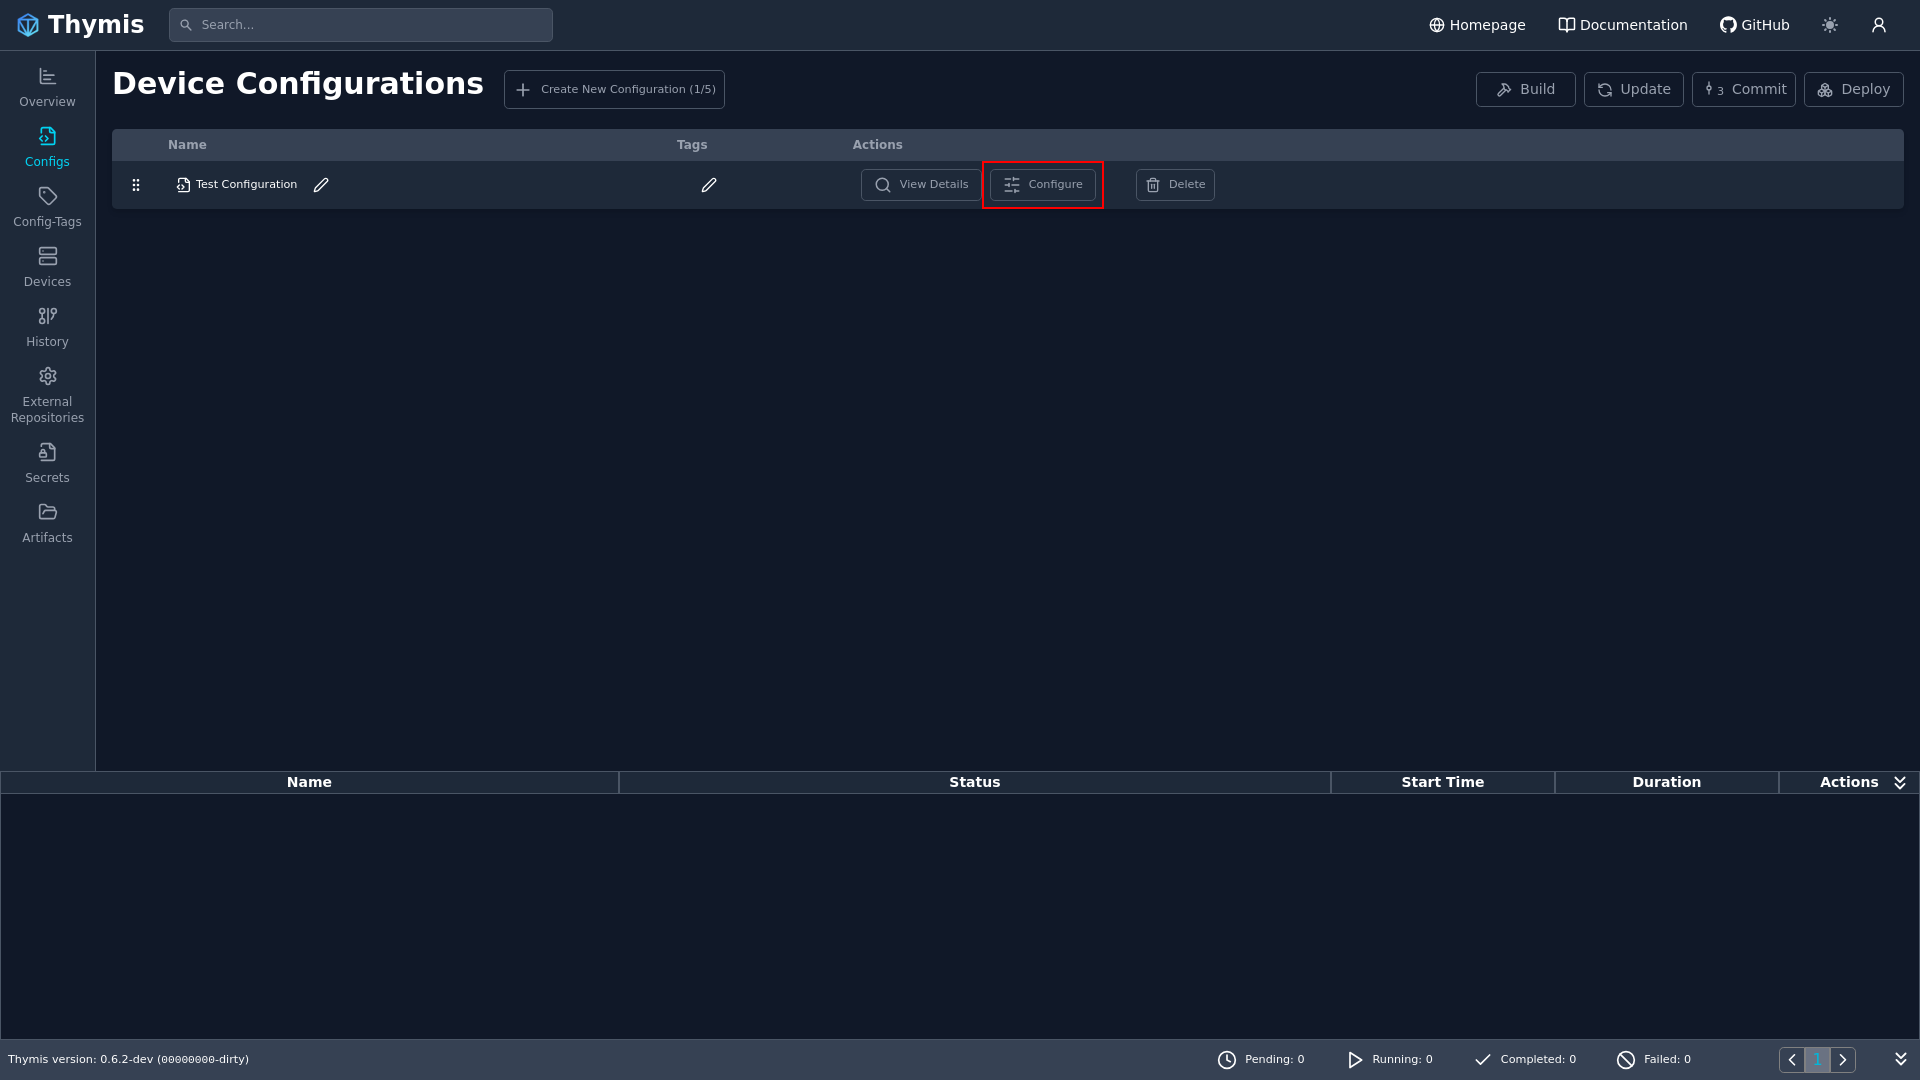 Thymis
Search...
Homepage
Documentation
GitHub
Overview
Configs
Config-Tags
Devices
History
External
Repositories
Secrets
Artifacts
Device Configurations
Create New Configuration (1/5)
Build
Update
3 Commit
Deploy
Name Tags Actions
Test Configuration
View Details
Configure
Delete
Name Status Start Time Duration Actions
Thymis version: 0.6.2-dev (00000000-dirty)
Pending: 0
Running: 0
Completed: 0
Failed: 0
1